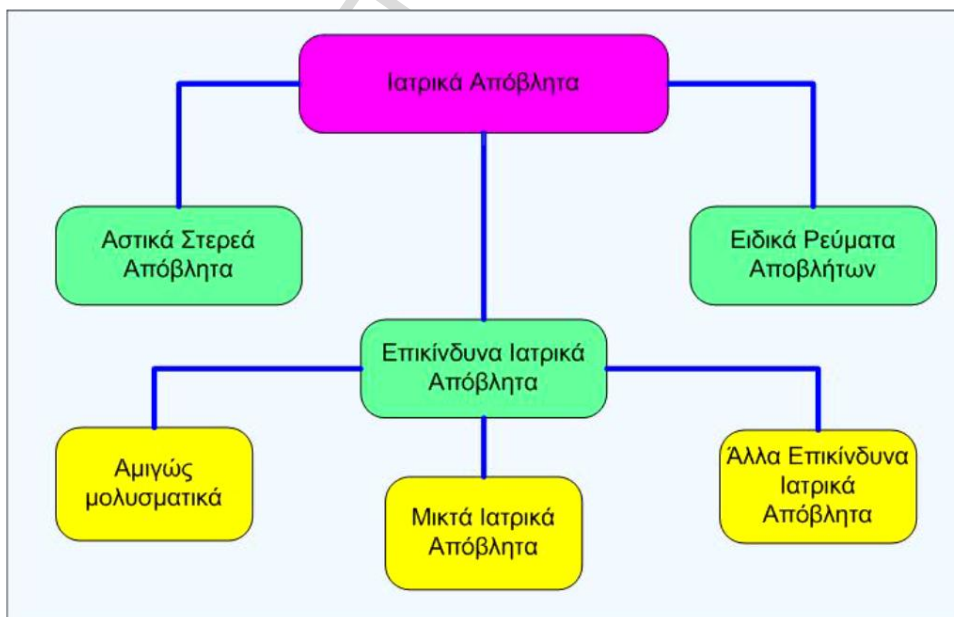 Ιατρικά Απόβλητα
Αστικά Στερεά
Απόβλητα
Ειδικά Ρεύματα
Αποβλήτων
Επικίνδυνα Ιατρικά
Απόβλητα
Αμιγώς
μολυσματικά
Μικτά Ιατρικά
Απόβλητα
Άλλα Επικίνδυνα
Ιατρικά
Απόβλητα